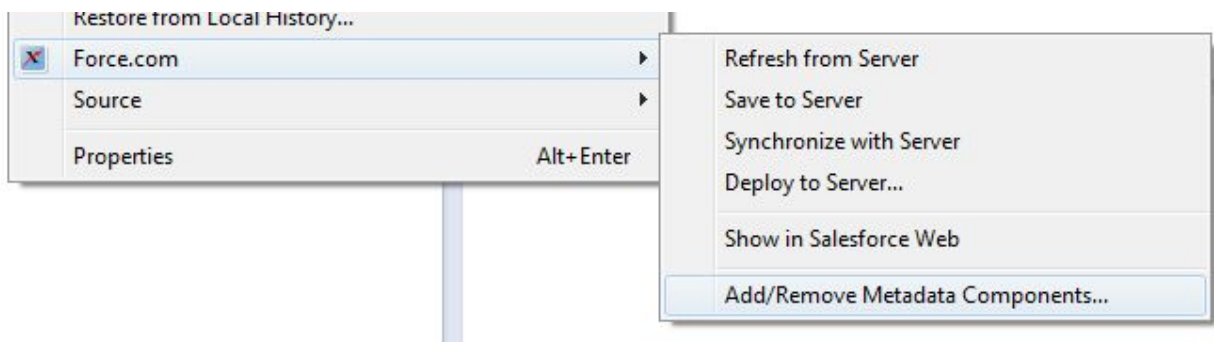 Restore from Local History...
Force.com
Source
Properties Alt+Enter
Refresh from Server
Save to Server
Synchronize with Server
Deploy to Server...
Show in Salesforce Web
Add/Remove Metadata Components...